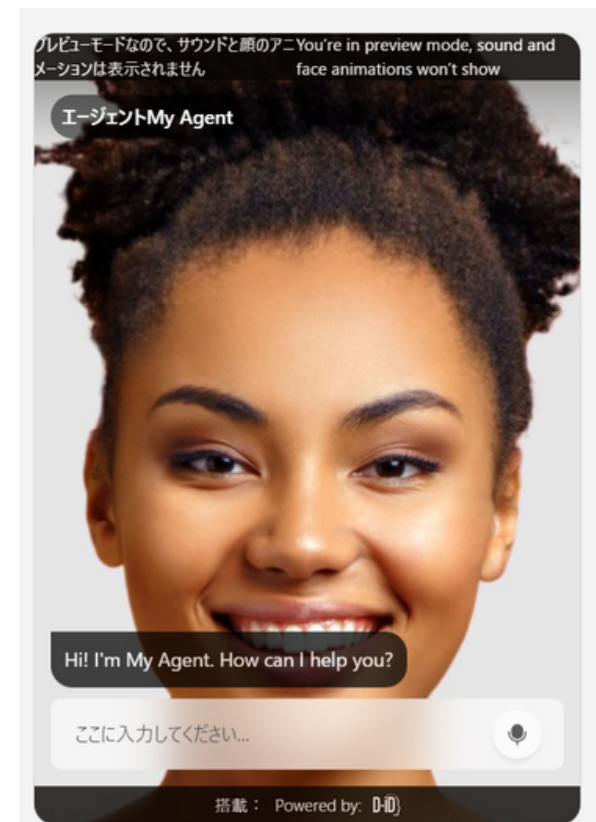 プレビューモードなので、サウンドと顔のアニメーションは表示されません
You're in preview mode, sound and face animations won't show
エージェントMy Agent
Hi! I'm My Agent. How can I help you?
ここに入力してください...
搭載： Powered by: D-iD